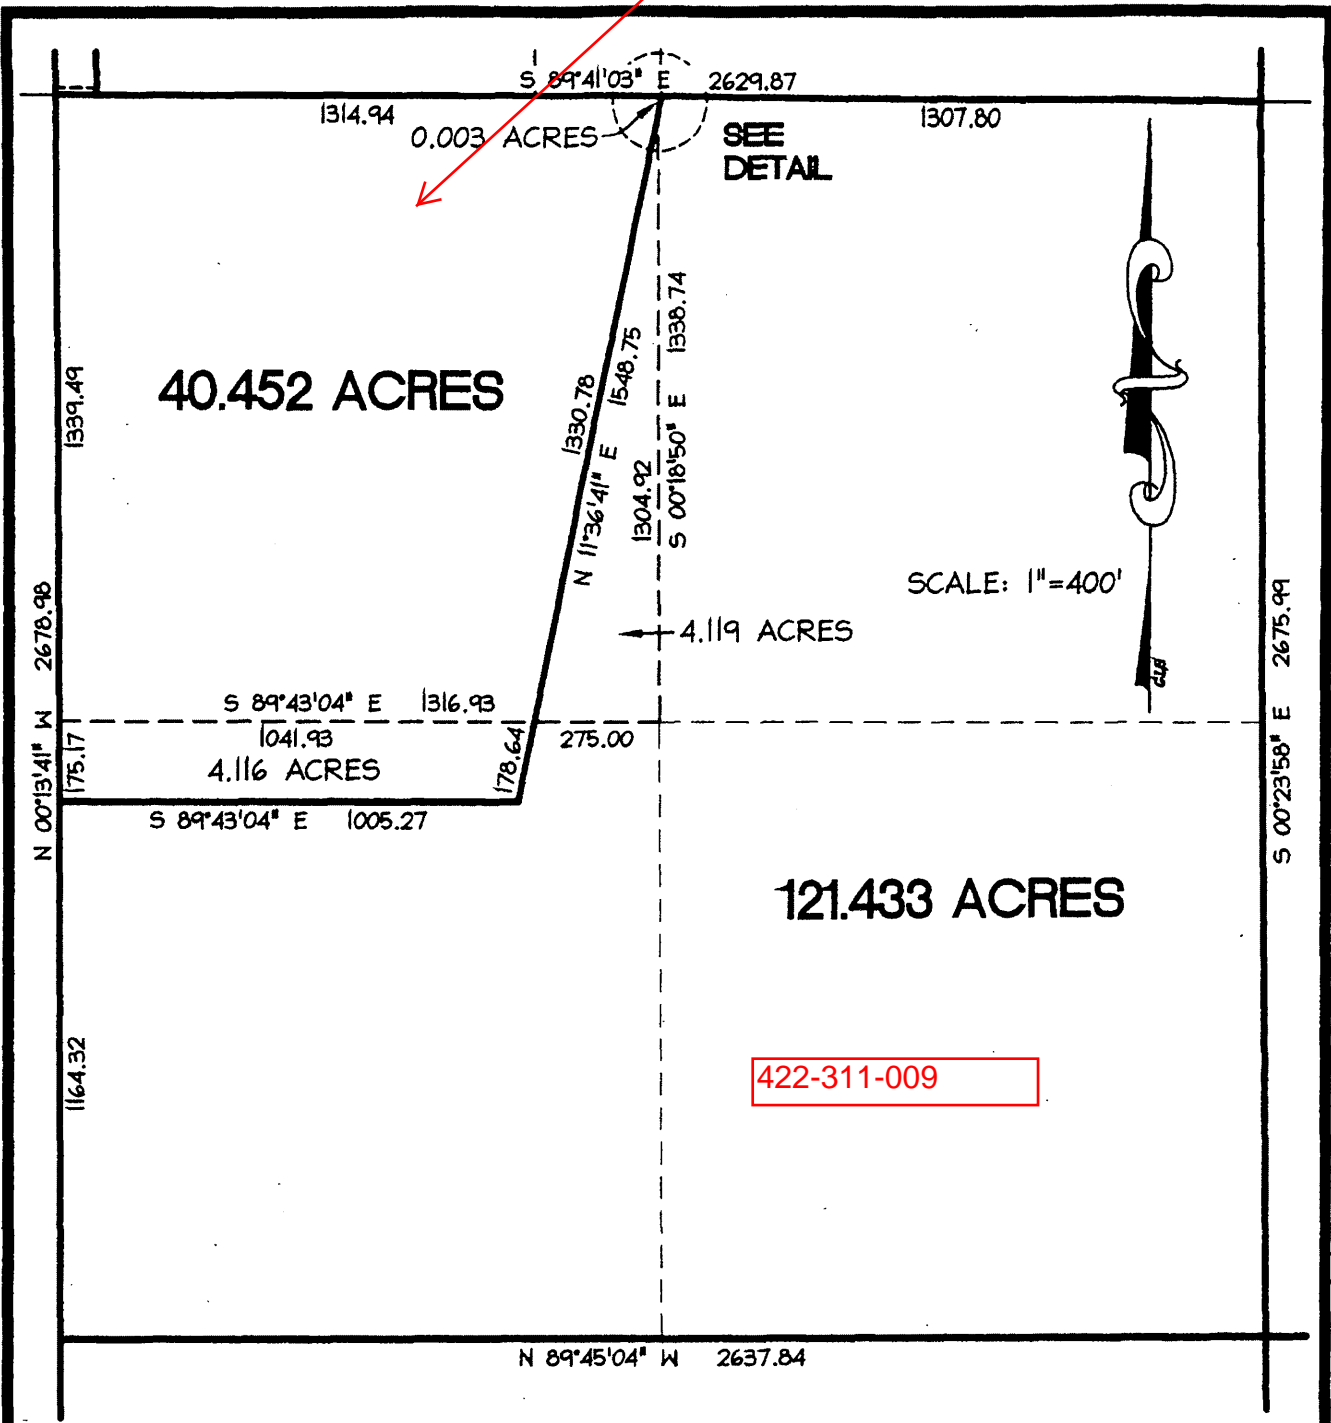 S 89°41'03" E 2629.87
1314.94
1307.80
0.003 ACRES
SEE
DETAIL
1338.74
S 00°18'50" E
1548.75
1330.78
N 11°36'41" E
1304.92
1339.49
40.452 ACRES
SCALE: 1"=400'
4.119 ACRES
2678.98
N 00°13'41" W
2675.99
S 00°23'58" E
S 89°43'04" E 1316.93
1041.93
275.00
175.17
178.64
4.116 ACRES
S 89°43'04" E 1005.27
121.433 ACRES
1164.32
422-311-009
N 89°45'04" W 2637.84